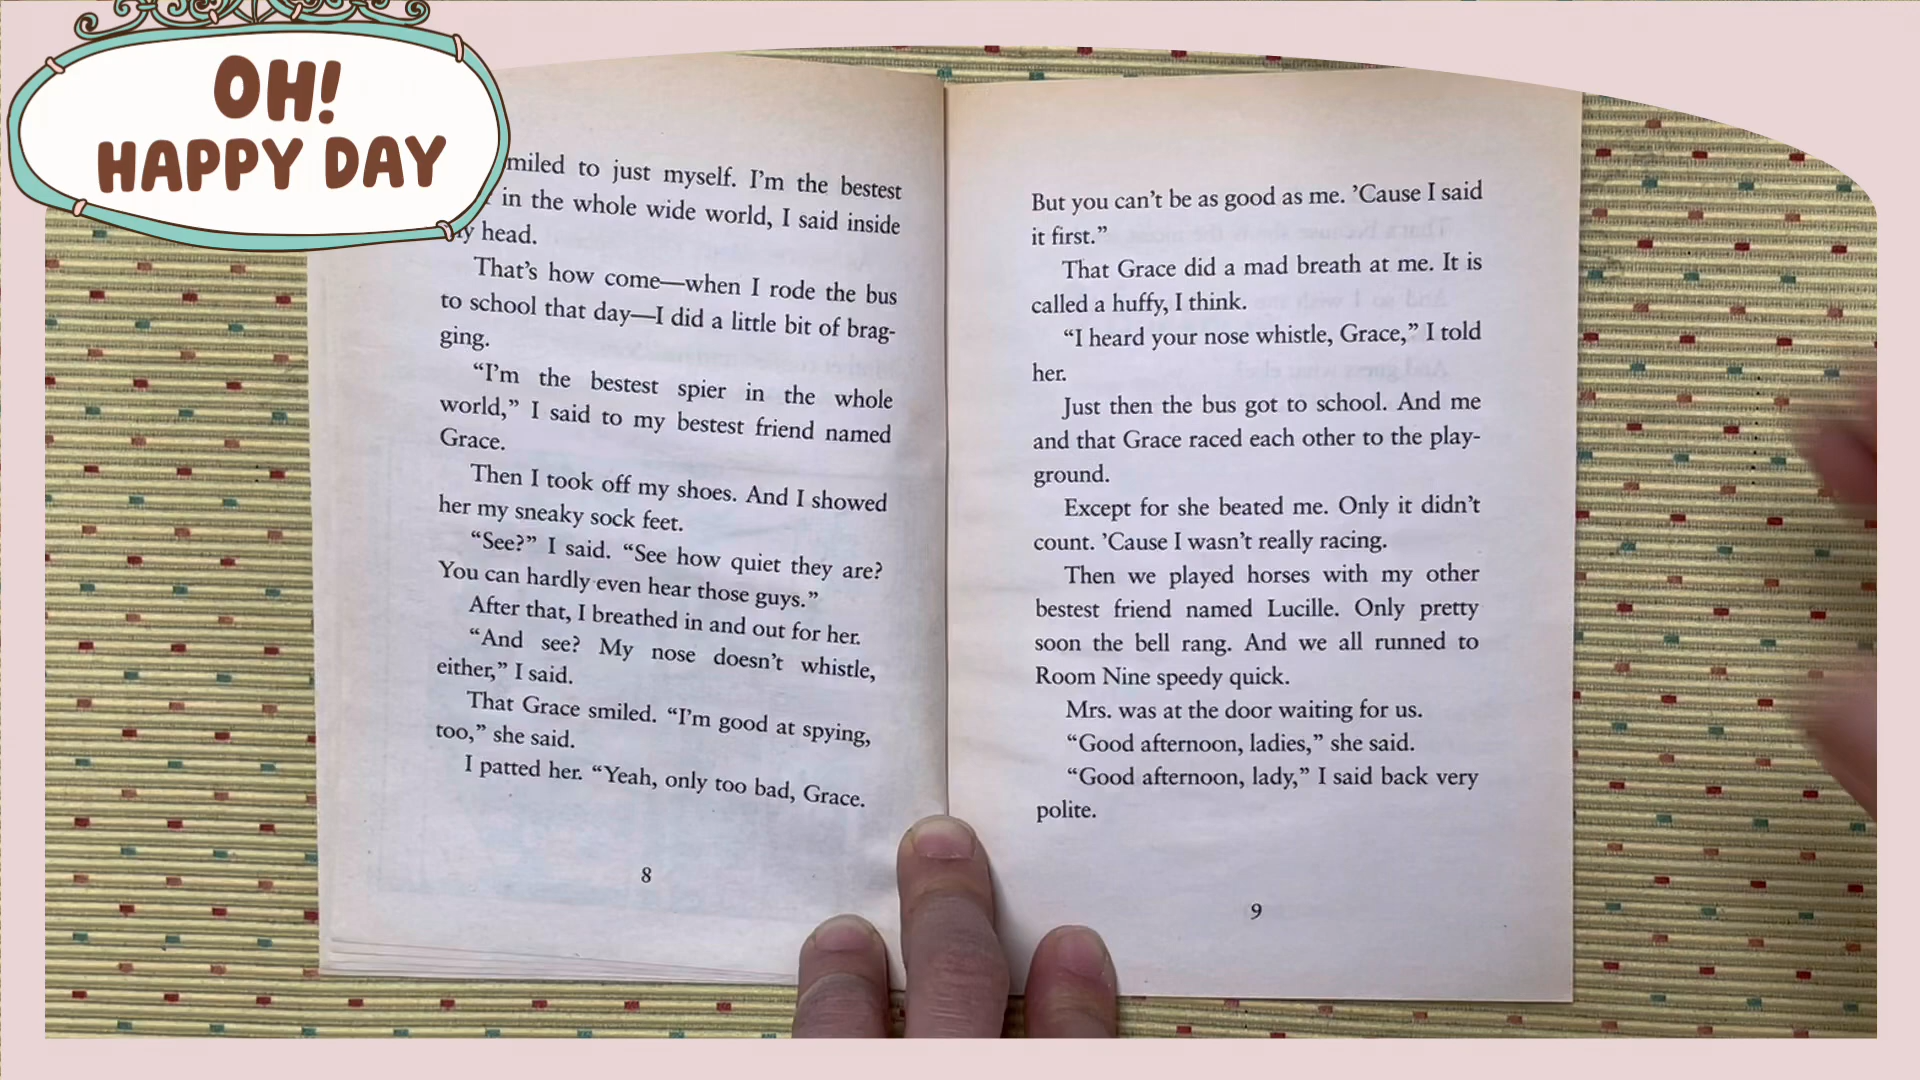 OH!
HAPPY DAY
miled to just myself. I'm the bestest
in the whole wide world, I said inside
y head.
That's how come—when I rode the bus
to school that day—I did a little bit of brag-
ging.
“I'm the bestest spier in the whole
world,” I said to my bestest friend named
Grace.
Then I took off my shoes. And I showed
her my sneaky sock feet.
“See?” I said. “See how quiet they are?
You can hardly even hear those guys.”
After that, I breathed in and out for her.
“And see? My nose doesn't whistle,
either,” I said.
That Grace smiled. “I'm good at spying,
too,” she said.
I patted her. “Yeah, only too bad, Grace.
8
But you can't be as good as me. ’Cause I said
it first.”
That Grace did a mad breath at me. It is
called a huffy, I think.
“I heard your nose whistle, Grace,” I told
her.
Just then the bus got to school. And me
and that Grace raced each other to the play-
ground.
Except for she beated me. Only it didn't
count. ’Cause I wasn't really racing.
Then we played horses with my other
bestest friend named Lucille. Only pretty
soon the bell rang. And we all runned to
Room Nine speedy quick.
Mrs. was at the door waiting for us.
“Good afternoon, ladies,” she said.
“Good afternoon, lady,” I said back very
polite.
9